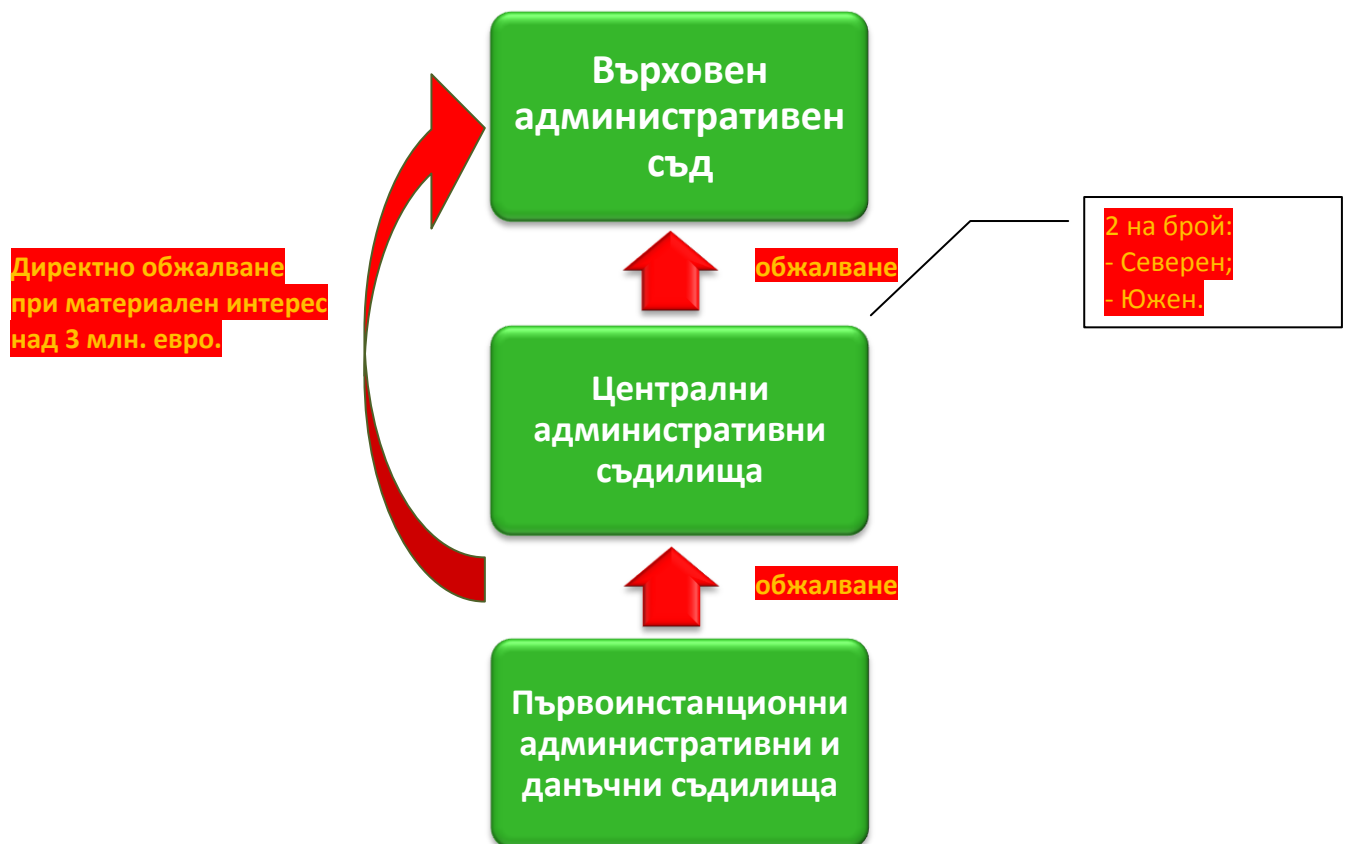 Върховен
административен
съд
Директно обжалване
при материален интерес
над 3 млн. евро.
обжалване
2 на брой:
- Северен;
- Южен.
Централни
административни
съдилища
обжалване
Първоинстанционни
административни и
данъчни съдилища